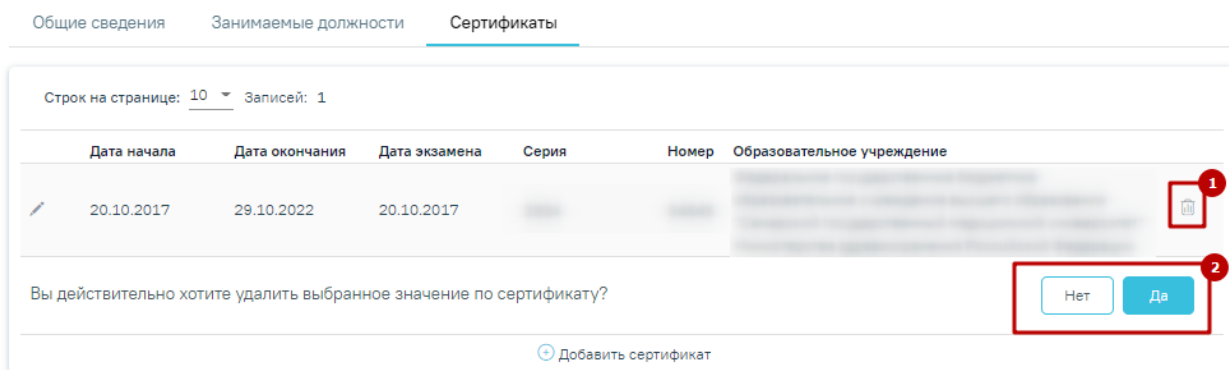 Общие сведения Занимаемые должности Сертификаты
Строк на странице: 10 Записей: 1
Дата начала Дата окончания Дата экзамена Серия Номер Образовательное учреждение
1
20.10.2017 29.10.2022 20.10.2017
2
Вы действительно хотите удалить выбранное значение по сертификату? Нет Да
Добавить сертификат